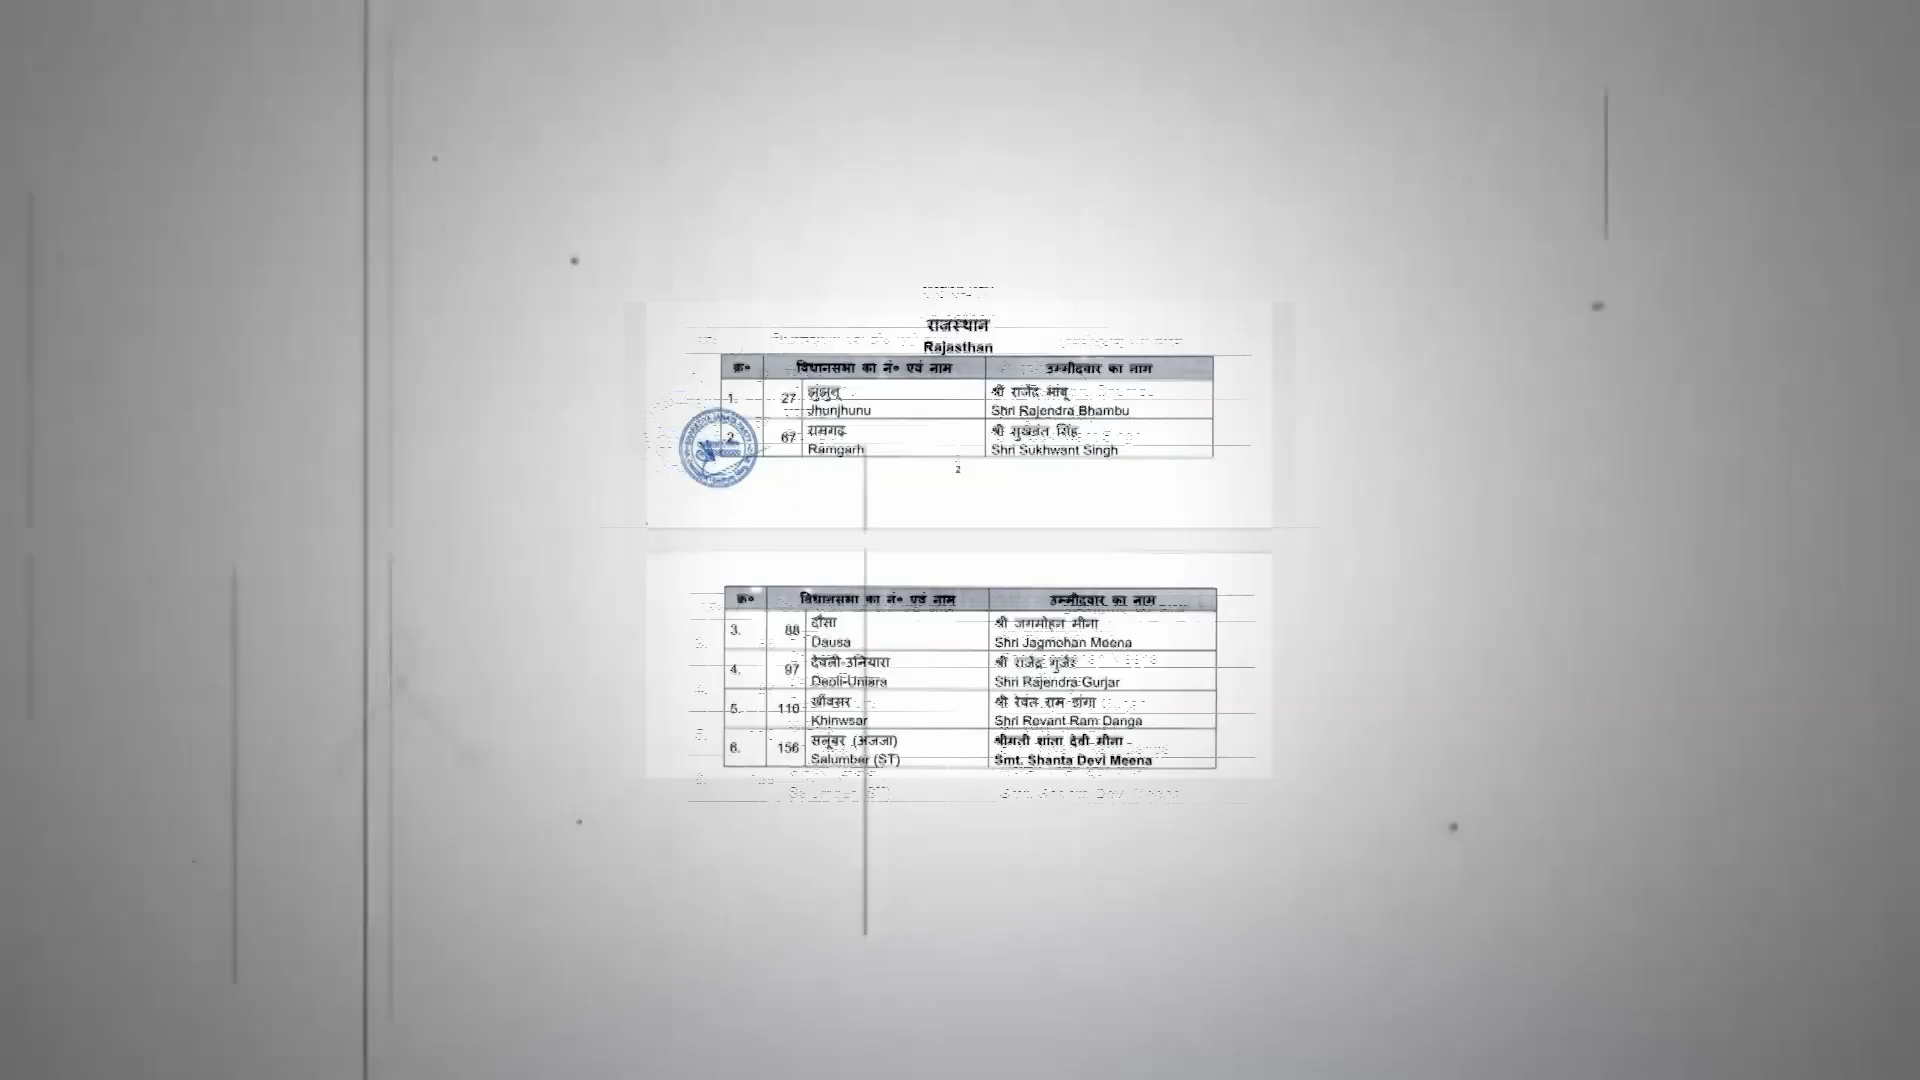 राजस्थान
Rajasthan
क्र० विधानसभा का नं० एवं नाम उम्मीदवार का नाम
1. 27 झुंझुनू श्री राजेंद्र भांबू
Jhunjhunu Shri Rajendra Bhambu
2. 67 रामगढ़ श्री सुखवंत सिंह
Ramgarh Shri Sukhwant Singh
2
क्र० विधानसभा का नं० एवं नाम उम्मीदवार का नाम
3. 88 दौसा श्री जगमोहन मीना
Dausa Shri Jagmohan Meena
4. 97 देवली-उनियारा श्री राजेंद्र गुर्जर
Deoli-Uniara Shri Rajendra Gurjar
5. 110 खींवसर श्री रेवंत राम डांगा
Khinwsar Shri Revant Ram Danga
6. 156 सलूंबर (अजजा) श्रीमती शांता देवी मीना
Salumber (ST) Smt. Shanta Devi Meena